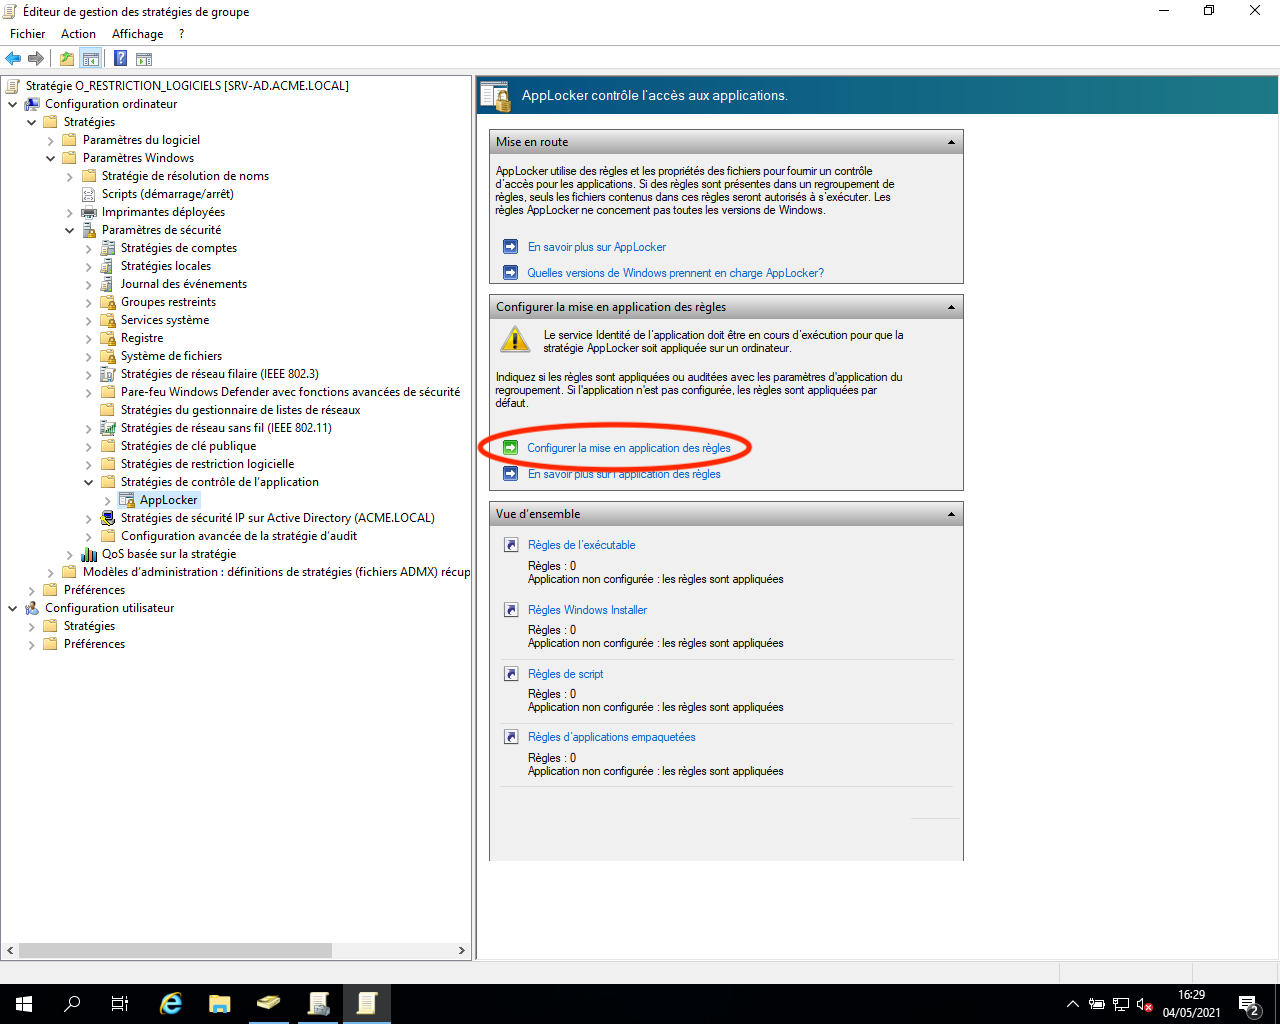 Éditeur de gestion des stratégies de groupe
Fichier Action Affichage ?
Stratégie O_RESTRICTION_LOGICIELS [SRV-AD.ACME.LOCAL]
Configuration ordinateur
Stratégies
Paramètres du logiciel
Paramètres Windows
Stratégie de résolution de noms
Scripts (démarrage/arrêt)
Imprimantes déployées
Paramètres de sécurité
Stratégies de comptes
Stratégies locales
Journal des événements
Groupes restreints
Services système
Registre
Système de fichiers
Stratégies de réseau filaire (IEEE 802.3)
Pare-feu Windows Defender avec fonctions avancées de sécurité
Stratégies du gestionnaire de listes de réseaux
Stratégies de réseau sans fil (IEEE 802.11)
Stratégies de clé publique
Stratégies de restriction logicielle
Stratégies de contrôle de l'application
AppLocker
Stratégies de sécurité IP sur Active Directory (ACME.LOCAL)
Configuration avancée de la stratégie d'audit
QoS basée sur la stratégie
Modèles d'administration : définitions de stratégies (fichiers ADMX) récup
Préférences
Configuration utilisateur
Stratégies
Préférences
AppLocker contrôle l'accès aux applications.
Mise en route
AppLocker utilise des règles et les propriétés des fichiers pour fournir un contrôle
d'accès pour les applications. Si des règles sont présentes dans un regroupement de
règles, seuls les fichiers contenus dans ces règles seront autorisés à s'exécuter. Les
règles AppLocker ne concernent pas toutes les versions de Windows.
En savoir plus sur AppLocker
Quelles versions de Windows prennent en charge AppLocker?
Configurer la mise en application des règles
Le service Identité de l'application doit être en cours d'exécution pour que la
stratégie AppLocker soit appliquée sur un ordinateur.
Indiquez si les règles sont appliquées ou auditées avec les paramètres d'application du
regroupement. Si l'application n'est pas configurée, les règles sont appliquées par
défaut.
Configurer la mise en application des règles
En savoir plus sur l'application des règles
Vue d'ensemble
Règles de l'exécutable
Règles : 0
Application non configurée : les règles sont appliquées
Règles Windows Installer
Règles : 0
Application non configurée : les règles sont appliquées
Règles de script
Règles : 0
Application non configurée : les règles sont appliquées
Règles d'applications empaquetées
Règles : 0
Application non configurée : les règles sont appliquées
16:29
04/05/2021
2